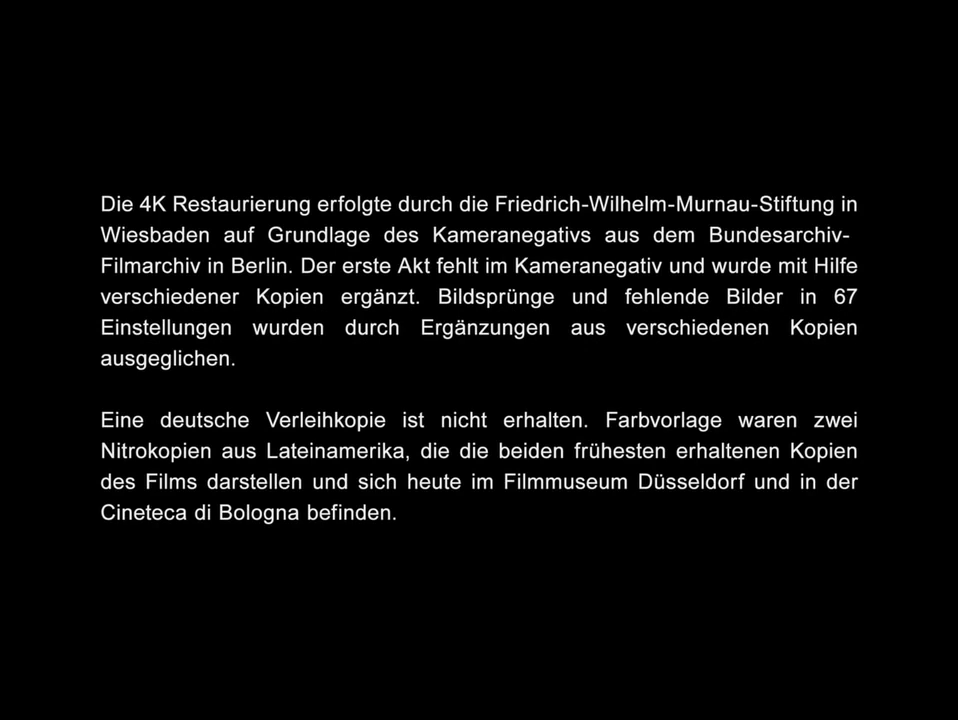 Die 4K Restaurierung erfolgte durch die Friedrich-Wilhelm-Murnau-Stiftung in
Wiesbaden auf Grundlage des Kameranegativs aus dem Bundesarchiv-
Filmarchiv in Berlin. Der erste Akt fehlt im Kameranegativ und wurde mit Hilfe
verschiedener Kopien ergänzt. Bildsprünge und fehlende Bilder in 67
Einstellungen wurden durch Ergänzungen aus verschiedenen Kopien
ausgeglichen.
Eine deutsche Verleihkopie ist nicht erhalten. Farbvorlage waren zwei
Nitrokopien aus Lateinamerika, die die beiden frühesten erhaltenen Kopien
des Films darstellen und sich heute im Filmmuseum Düsseldorf und in der
Cineteca di Bologna befinden.